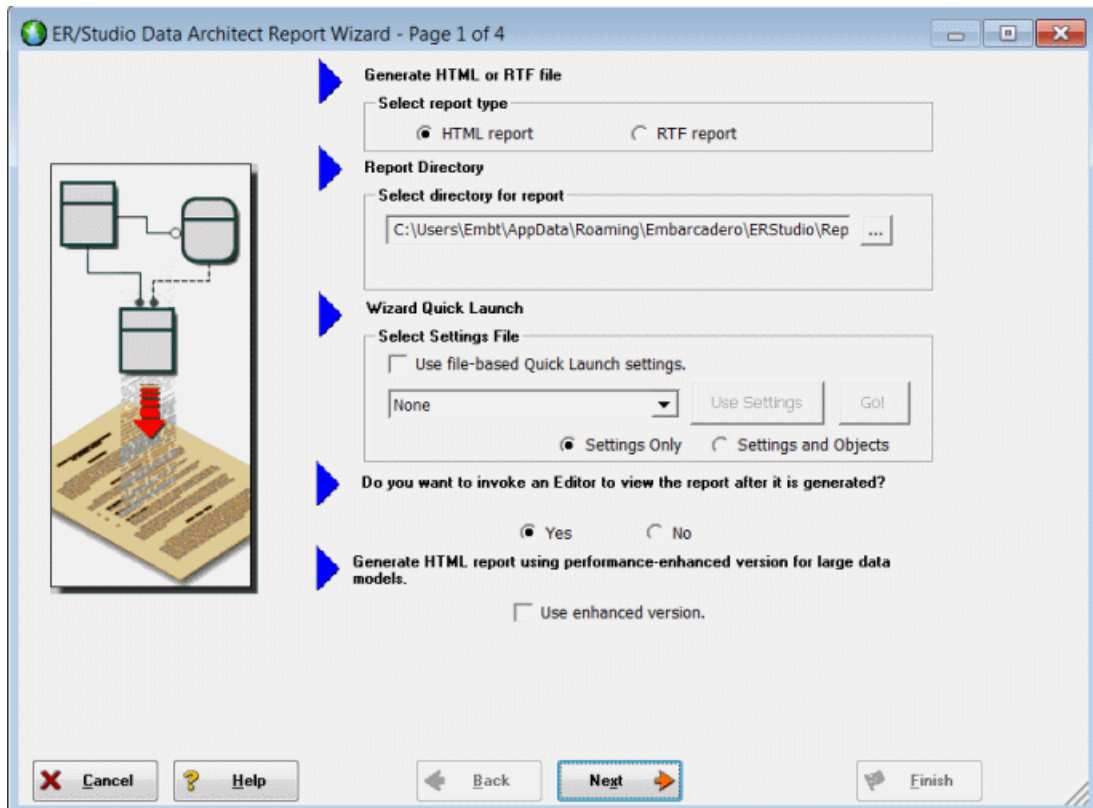 ER/Studio Data Architect Report Wizard - Page 1 of 4
Generate HTML or RTF file
Select report type
HTML report RTF report
Report Directory
Select directory for report
C:\Users\Embt\AppData\Roaming\Embarcadero\ERStudio\Rep ...
Wizard Quick Launch
Select Settings File
Use file-based Quick Launch settings.
None Use Settings Go!
Settings Only Settings and Objects
Do you want to invoke an Editor to view the report after it is generated?
Yes No
Generate HTML report using performance-enhanced version for large data
models.
Use enhanced version.
Cancel Help Back Next Finish